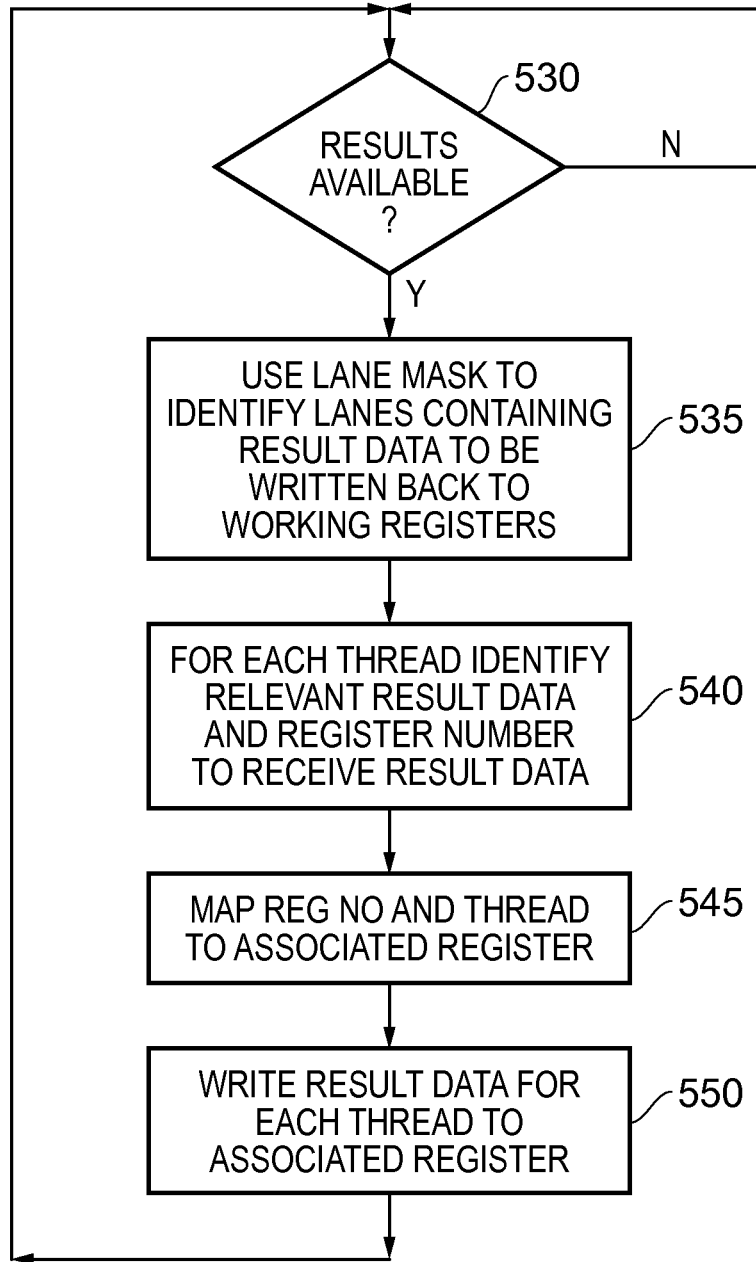 530
RESULTS
AVAILABLE
?
N
Y
USE LANE MASK TO
IDENTIFY LANES CONTAINING
RESULT DATA TO BE
WRITTEN BACK TO
WORKING REGISTERS
535
FOR EACH THREAD IDENTIFY
RELEVANT RESULT DATA
AND REGISTER NUMBER
TO RECEIVE RESULT DATA
540
MAP REG NO AND THREAD
TO ASSOCIATED REGISTER
545
WRITE RESULT DATA FOR
EACH THREAD TO
ASSOCIATED REGISTER
550